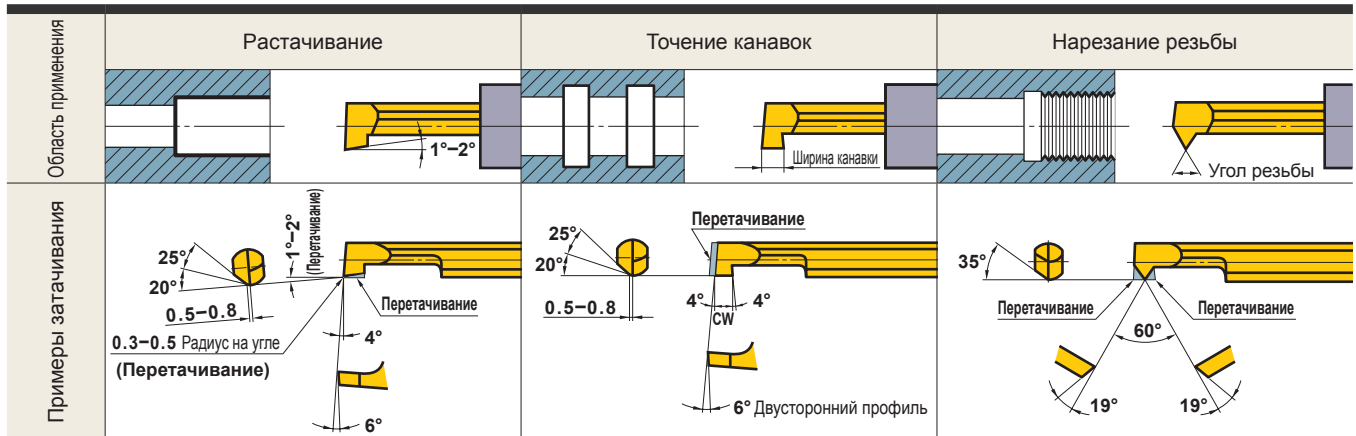 Область применения
Растачивание
Точение канавок
Нарезание резьбы
1°–2°
Ширина канавки
Угол резьбы
Примеры затачивания
25°
20°
0.5–0.8
1°–2°
(Перетачивание)
Перетачивание
4°
0.3–0.5 Радиус на угле
(Перетачивание)
6°
25°
20°
0.5–0.8
Перетачивание
4°
CW
4°
6° Двусторонний профиль
35°
Перетачивание
Перетачивание
60°
19°
19°